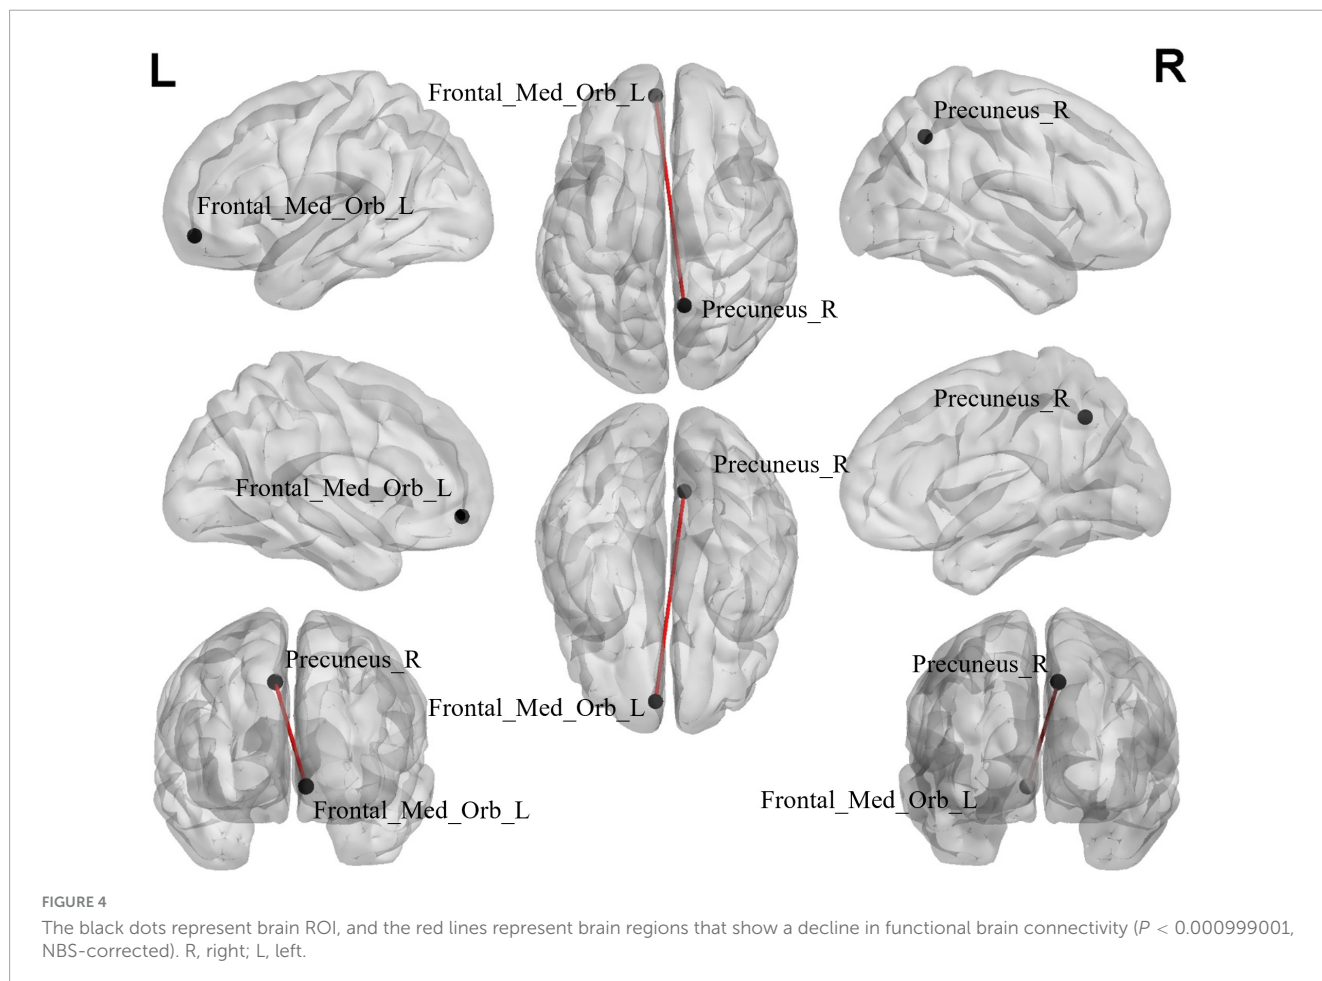 L
R
Frontal_Med_Orb_L
Precuneus_R
Frontal_Med_Orb_L
Precuneus_R
Precuneus_R
Precuneus_R
Frontal_Med_Orb_L
Precuneus_R
Precuneus_R
Frontal_Med_Orb_L
Frontal_Med_Orb_L
Frontal_Med_Orb_L
FIGURE 4
The black dots represent brain ROI, and the red lines represent brain regions that show a decline in functional brain connectivity (P < 0.000999001,
NBS-corrected). R, right; L, left.